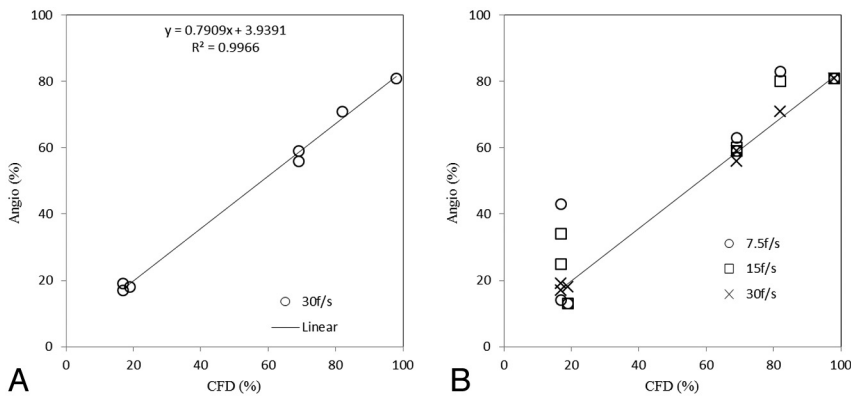 y = 0.7909x + 3.9391
R² = 0.9966
100
80
60
40
20
0
Angio (%)
30f/s
Linear
0 20 40 60 80 100
CFD (%)
A
100
80
60
40
20
0
Angio (%)
7.5f/s
15f/s
30f/s
0 20 40 60 80 100
CFD (%)
B